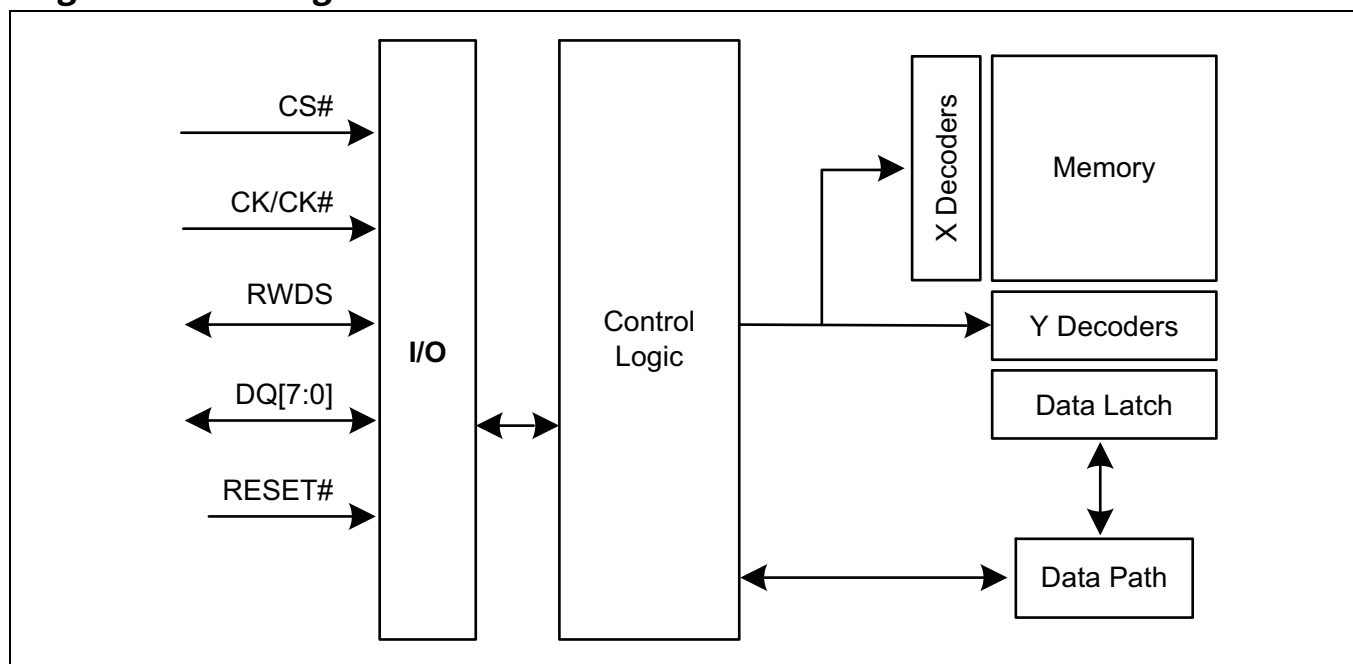 CS#
CK/CK#
RWDS
DQ[7:0]
RESET#
I/O
Control
Logic
X Decoders
Memory
Y Decoders
Data Latch
Data Path